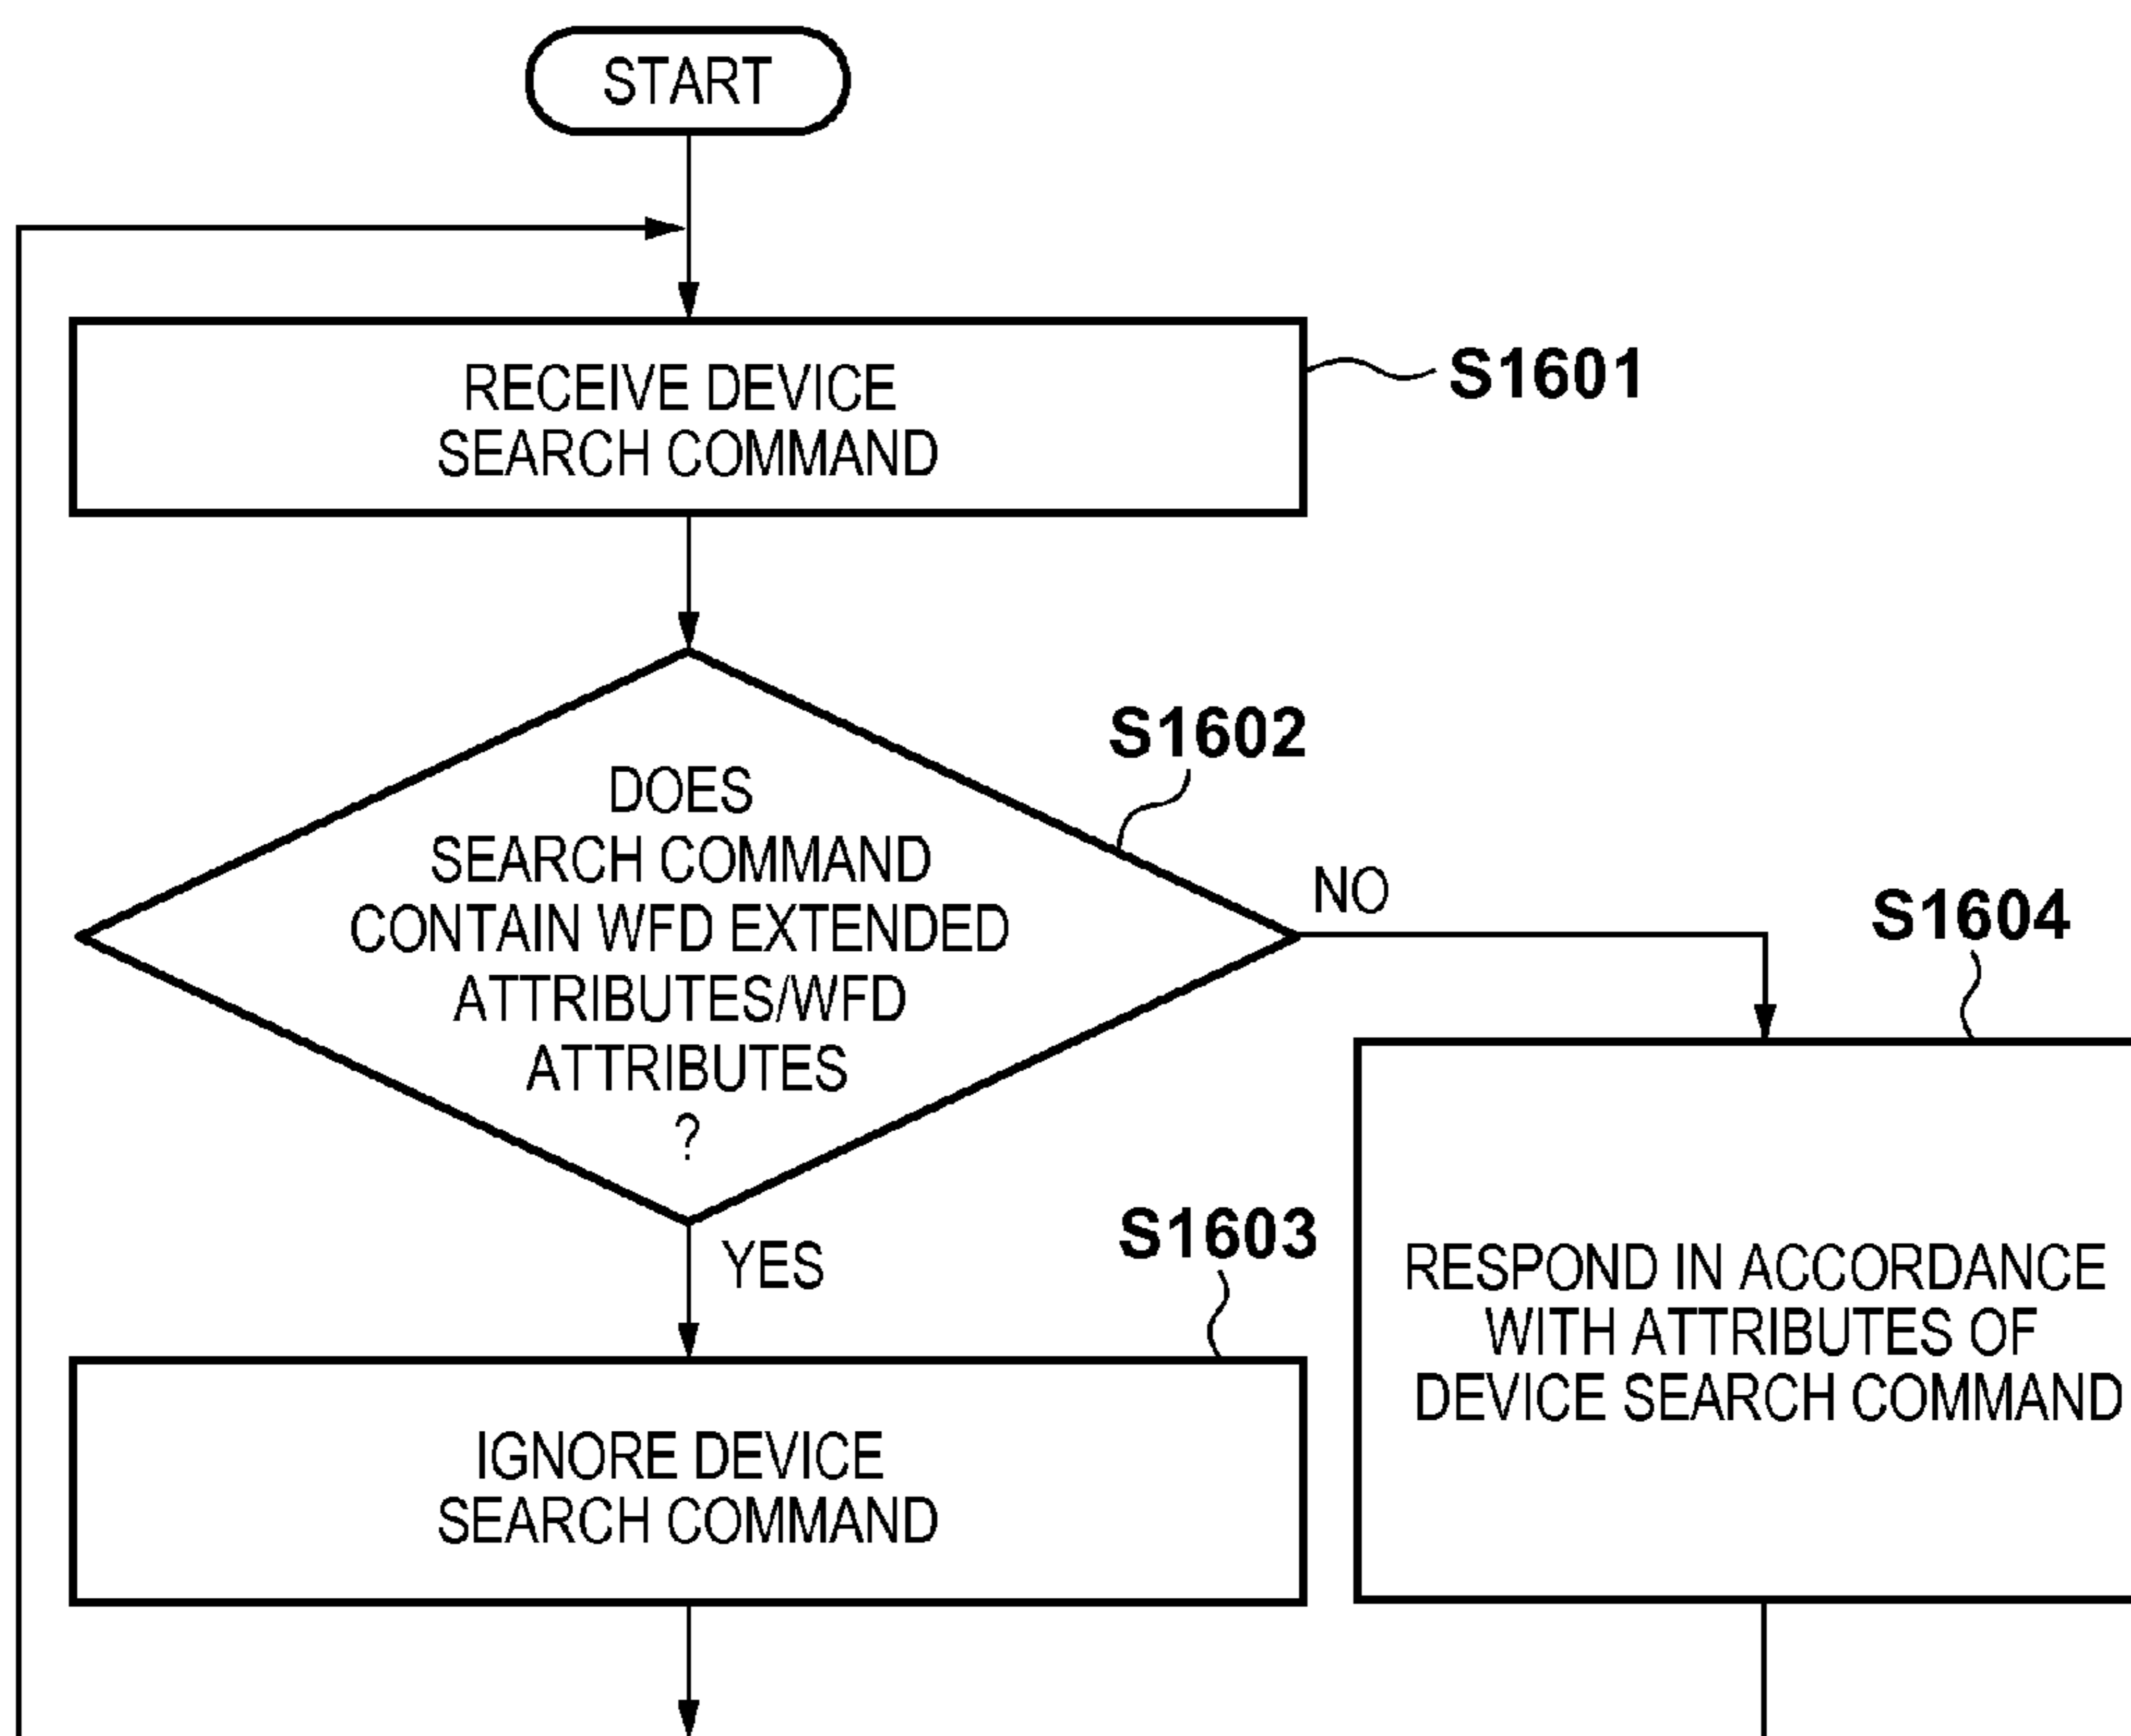 START
RECEIVE DEVICE
SEARCH COMMAND
S1601
S1602
DOES
SEARCH COMMAND
CONTAIN WFD EXTENDED
ATTRIBUTES/WFD
ATTRIBUTES
?
NO
S1604
YES
S1603
RESPOND IN ACCORDANCE
WITH ATTRIBUTES OF
DEVICE SEARCH COMMAND
IGNORE DEVICE
SEARCH COMMAND